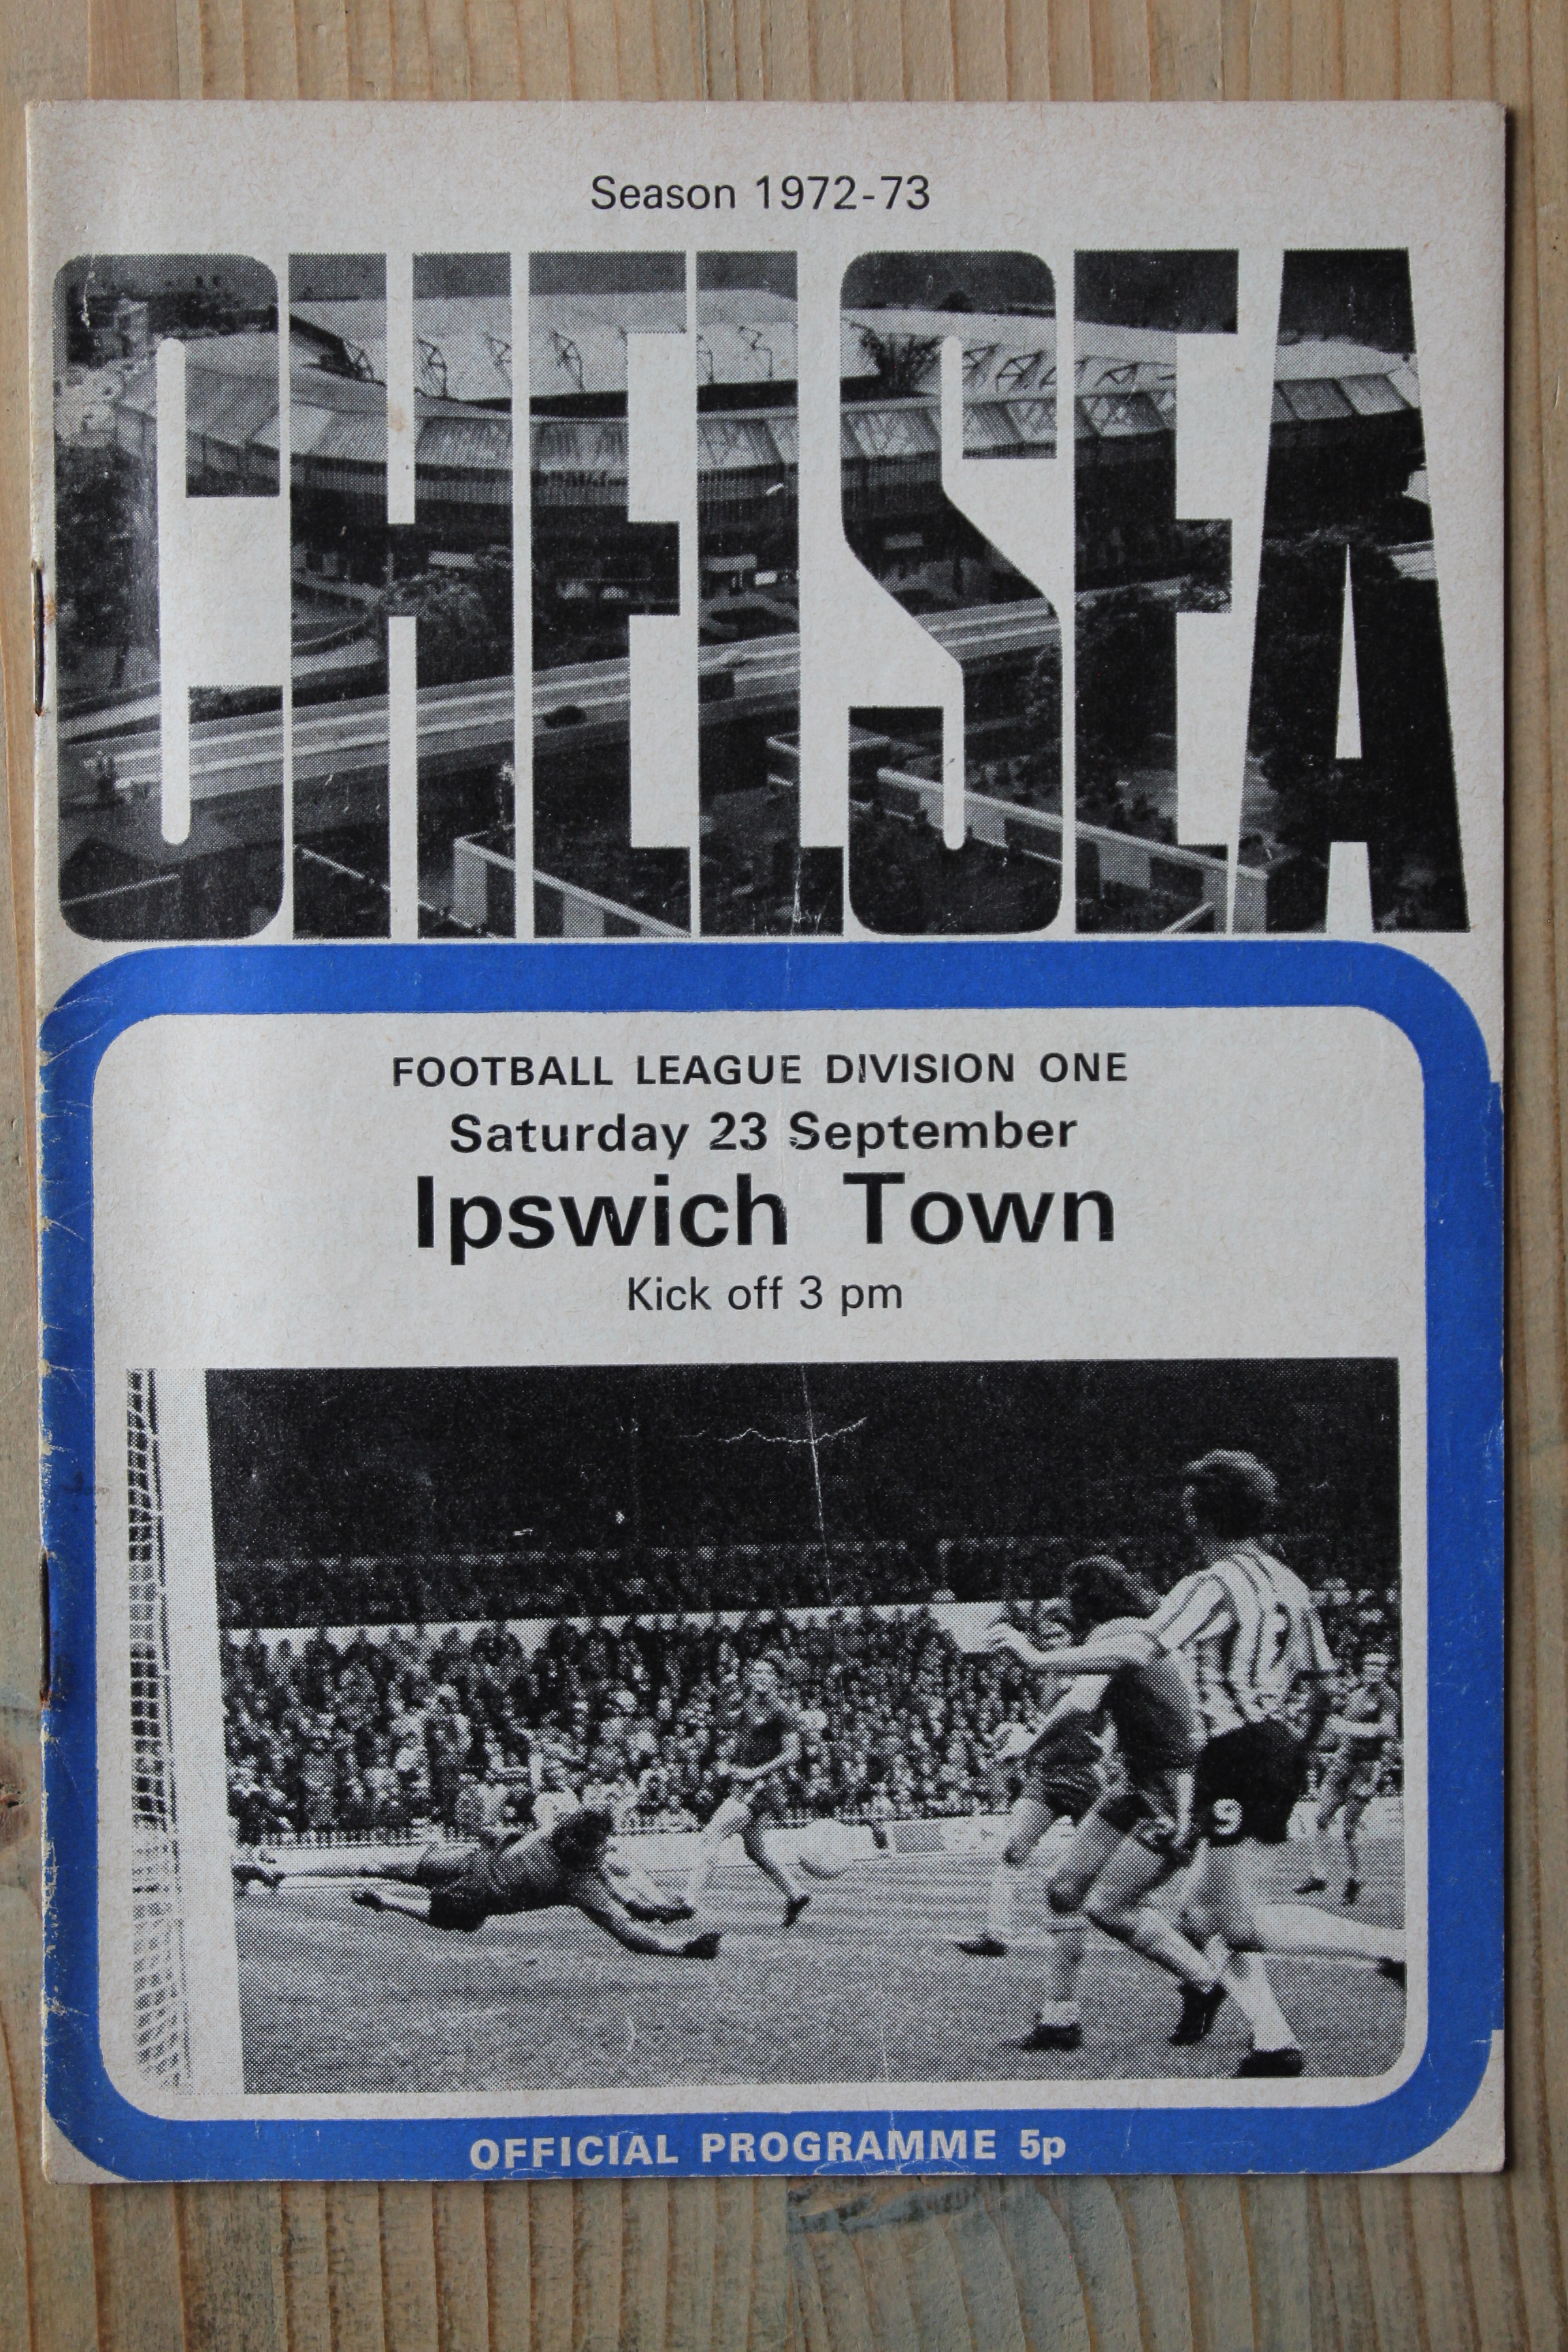 Season 1972-73
CHELSEA
FOOTBALL LEAGUE DIVISION ONE
Saturday 23 September
Ipswich Town
Kick off 3 pm
9
OFFICIAL PROGRAMME 5p